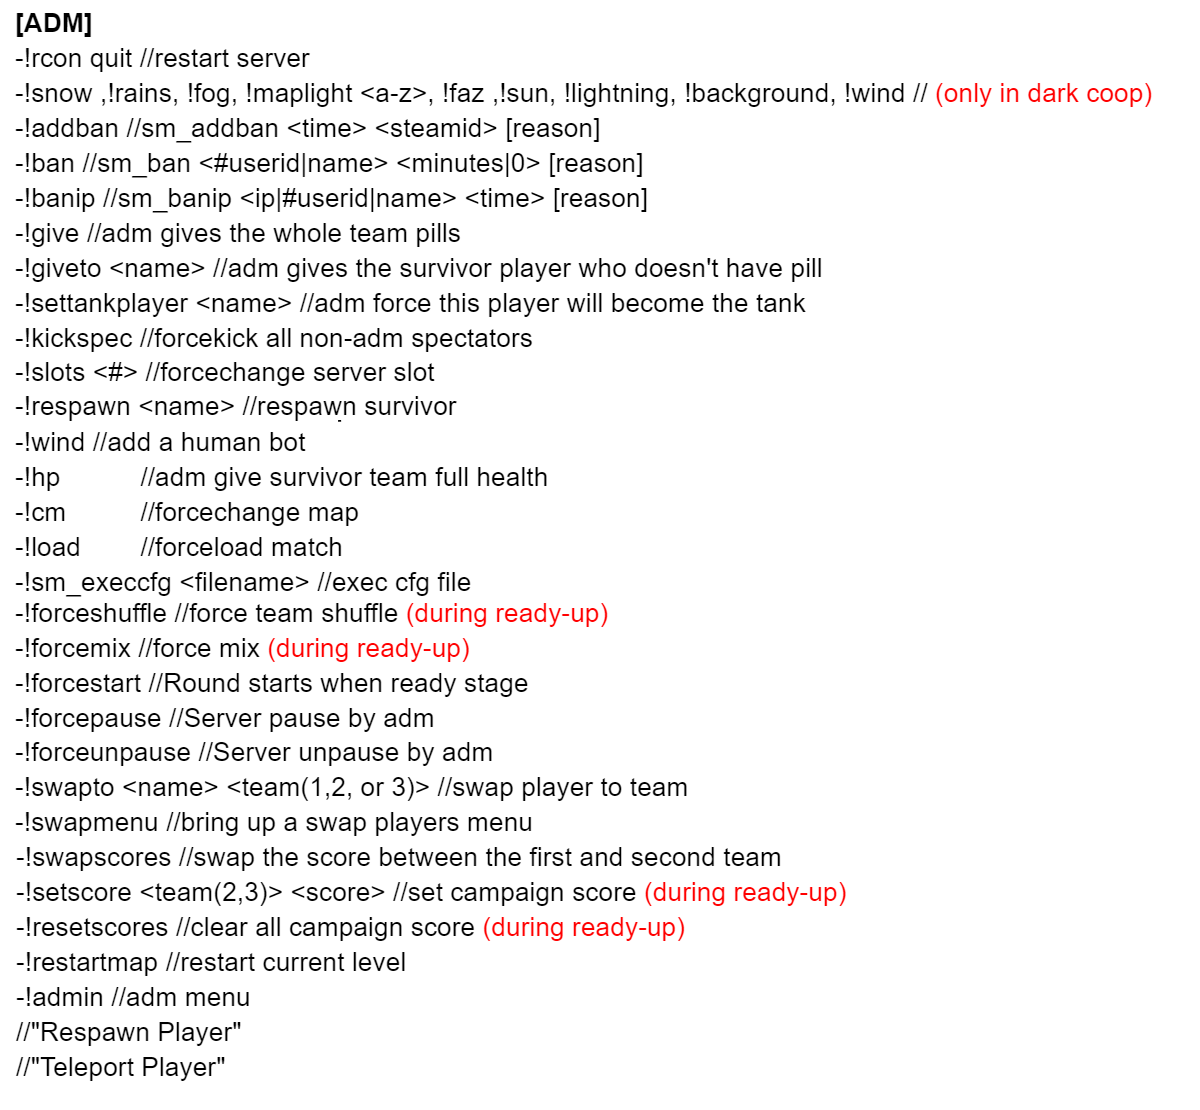 [ADM]
-!rcon quit //restart server
-!snow ,!rains, !fog, !maplight <a-z>, !faz ,!sun, !lightning, !background, !wind // (only in dark coop)
-!addban //sm_addban <time> <steamid> [reason]
-!ban //sm_ban <#userid|name> <minutes|0> [reason]
-!banip //sm_banip <ip|#userid|name> <time> [reason]
-!give //adm gives the whole team pills
-!giveto <name> //adm gives the survivor player who doesn't have pill
-!settankplayer <name> //adm force this player will become the tank
-!kickspec //forcekick all non-adm spectators
-!slots <#> //forcechange server slot
-!respawn <name> //respawn survivor
-!wind //add a human bot
-!hp //adm give survivor team full health
-!cm //forcechange map
-!load //forceload match
-!sm_execcfg <filename> //exec cfg file
-!forceshuffle //force team shuffle (during ready-up)
-!forcemix //force mix (during ready-up)
-!forcestart //Round starts when ready stage
-!forcepause //Server pause by adm
-!forceunpause //Server unpause by adm
-!swapto <name> <team(1,2, or 3)> //swap player to team
-!swapmenu //bring up a swap players menu
-!swapscores //swap the score between the first and second team
-!setscore <team(2,3)> <score> //set campaign score (during ready-up)
-!resetscores //clear all campaign score (during ready-up)
-!restartmap //restart current level
-!admin //adm menu
//"Respawn Player"
//"Teleport Player"